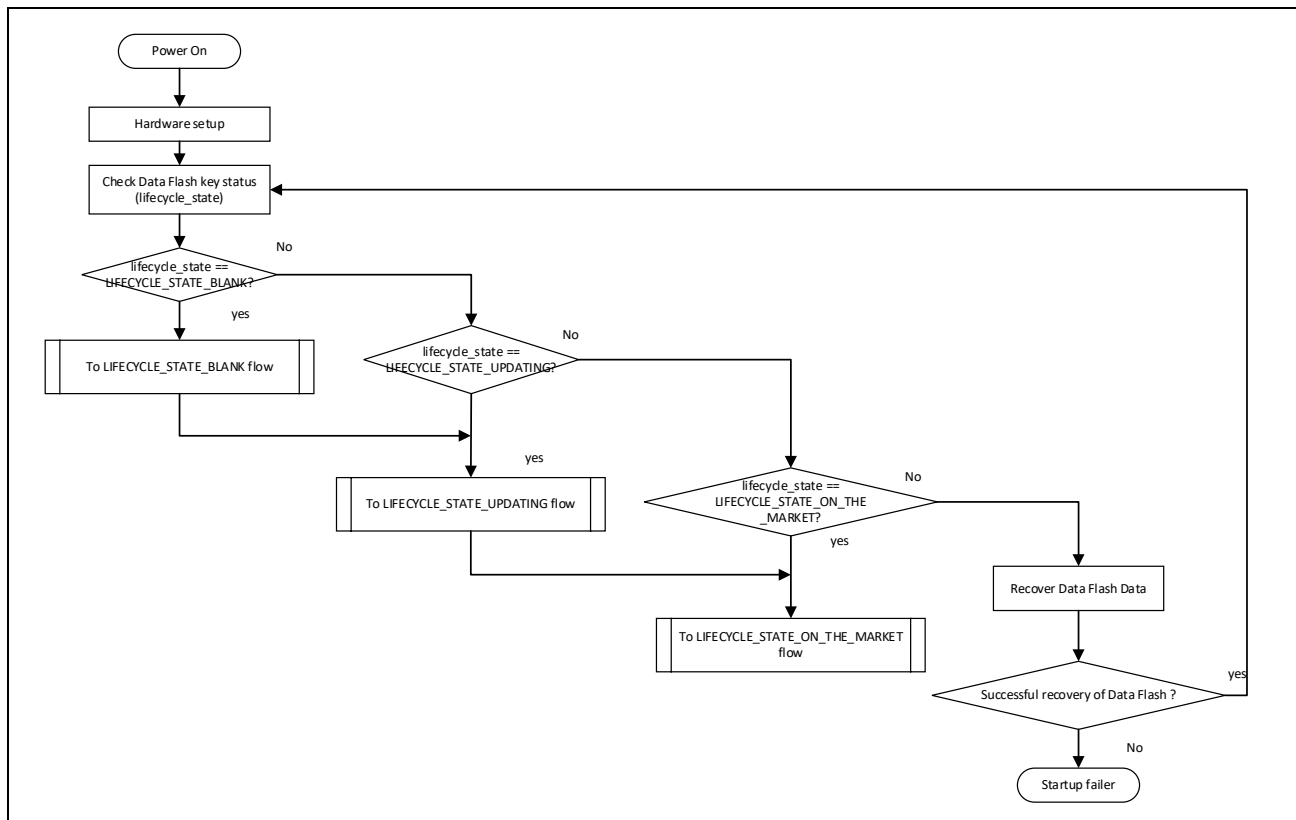 Power On
Hardware setup
Check Data Flash key status
(lifecycle_state)
No
lifecycle_state ==
LIFECYCLE_STATE_BLANK?
yes
To LIFECYCLE_STATE_BLANK flow
No
lifecycle_state ==
LIFECYCLE_STATE_UPDATING?
yes
To LIFECYCLE_STATE_UPDATING flow
No
lifecycle_state ==
LIFECYCLE_STATE_ON_THE
_MARKET?
yes
To LIFECYCLE_STATE_ON_THE_MARKET
flow
Recover Data Flash Data
Successful recovery of Data Flash ?
yes
No
Startup failer